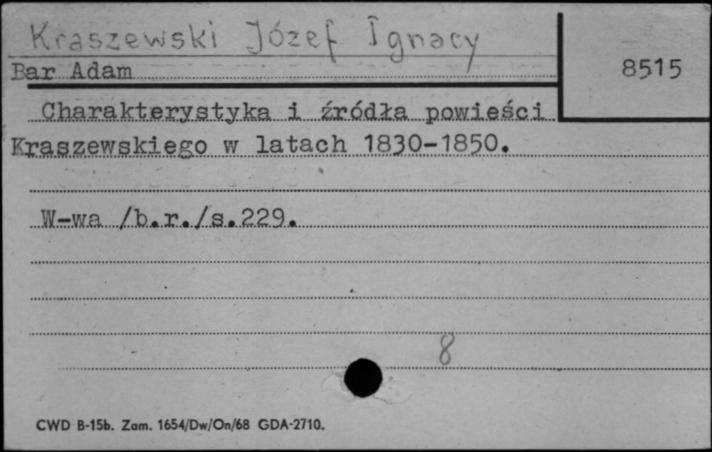 Kraszewski Józef Ignacy
Bar Adam
8515
Charakterystyka i źródła powieści
Kraszewskiego w latach 1830-1850.
W-wa /b.r./s.229.
8
CWD B-15b. Zam. 1654/Dw/On/68 GDA-2710.